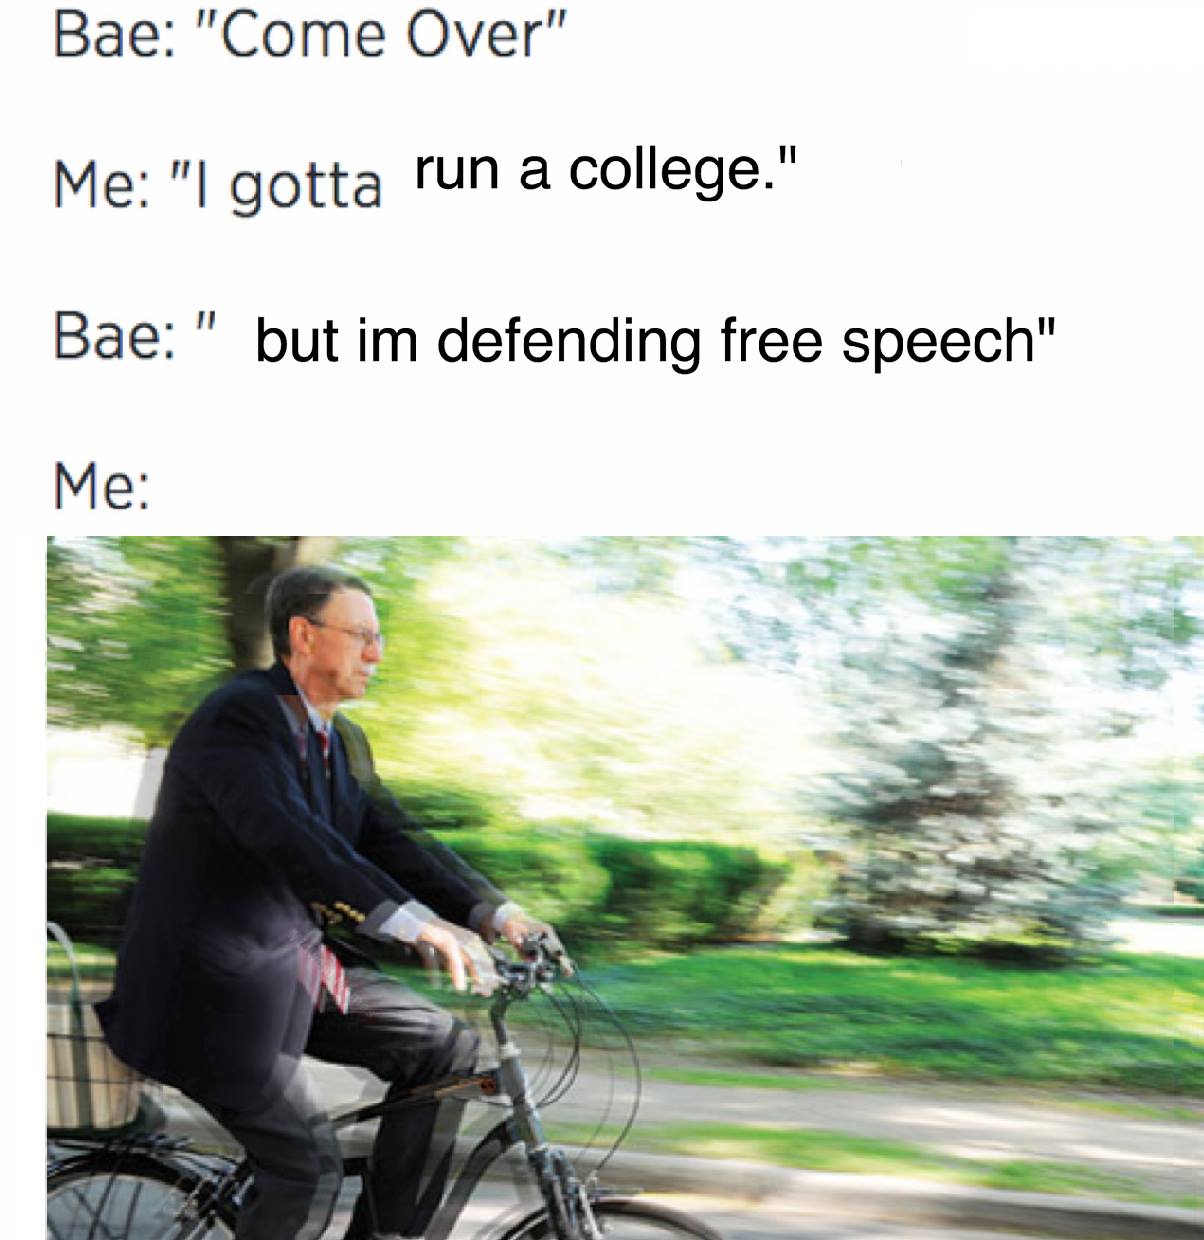 Bae: "Come Over"
Me: "I gotta run a college."
Bae: " but im defending free speech"
Me: